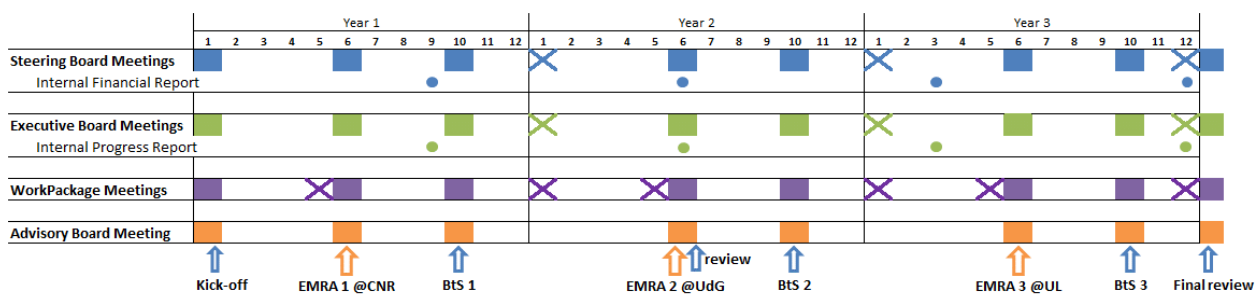 Year 1 Year 2 Year 3
1 2 3 4 5 6 7 8 9 10 11 12 1 2 3 4 5 6 7 8 9 10 11 12 1 2 3 4 5 6 7 8 9 10 11 12
Steering Board Meetings
Internal Financial Report
Executive Board Meetings
Internal Progress Report
WorkPackage Meetings
Advisory Board Meeting
review
Kick-off EMRA 1 @CNR BtS 1 EMRA 2 @UdG BtS 2 EMRA 3 @UL BtS 3 Final review